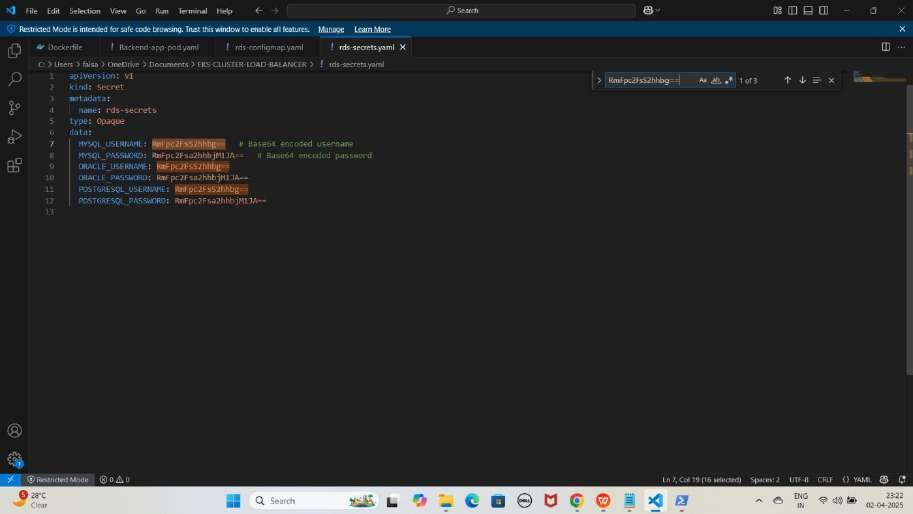 File Edit Selection View Go Run Terminal Help Search
Restricted Mode is intended for safe code browsing. Trust this window to enable all features. Manage Learn More
Dockerfile ! Backend-app-pod.yaml ! rds-configmap.yaml ! rds-secrets.yaml
C: > Users > faisa > OneDrive > Documents > EKS-CLUSTER-LOAD-BALANCER > ! rds-secrets.yaml
RmFpc2FsS2hhbg== Aa ab 1 of 3
1 apiVersion: v1
2 kind: Secret
3 metadata:
4 name: rds-secrets
5 type: Opaque
6 data:
7 MYSQL_USERNAME: RmFpc2FsS2hhbg== # Base64 encoded username
8 MYSQL_PASSWORD: RmFpc2Fsa2hhbjM1JA== # Base64 encoded password
9 ORACLE_USERNAME: RmFpc2FsS2hhbg==
10 ORACLE_PASSWORD: RmFpc2Fsa2hhbjM1JA==
11 POSTGRESQL_USERNAME: RmFpc2FsS2hhbg==
12 POSTGRESQL_PASSWORD: RmFpc2Fsa2hhbjM1JA==
13
1
Restricted Mode 0 0 Ln 7, Col 19 (16 selected) Spaces: 2 UTF-8 CRLF {} YAML
5 28°C
Clear
Search
DELL
ENG
IN
23:22
02-04-2025